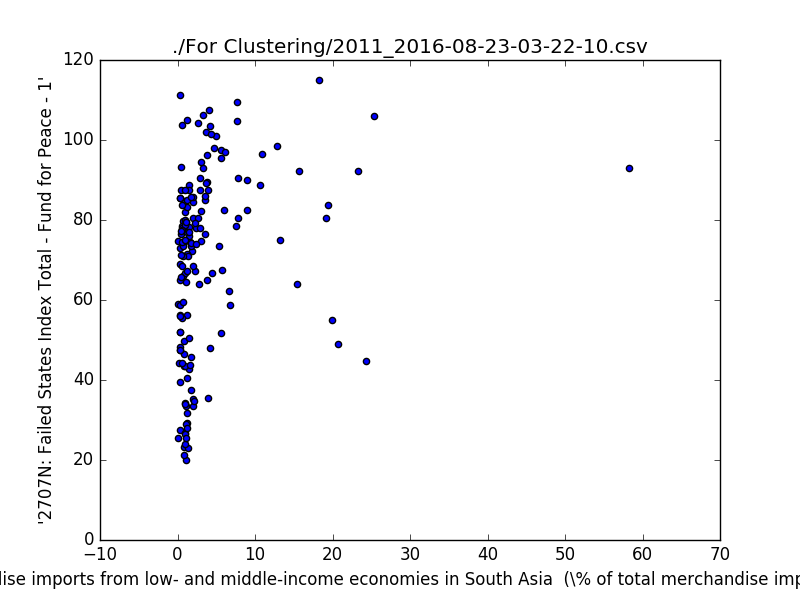 ./For Clustering/2011_2016-08-23-03-22-10.csv
'2707N: Failed States Index Total - Fund for Peace - 1'
120
100
80
60
40
20
0
−10 0 10 20 30 40 50 60 70
imports from low- and middle-income economies in South Asia (\% of total merchandise